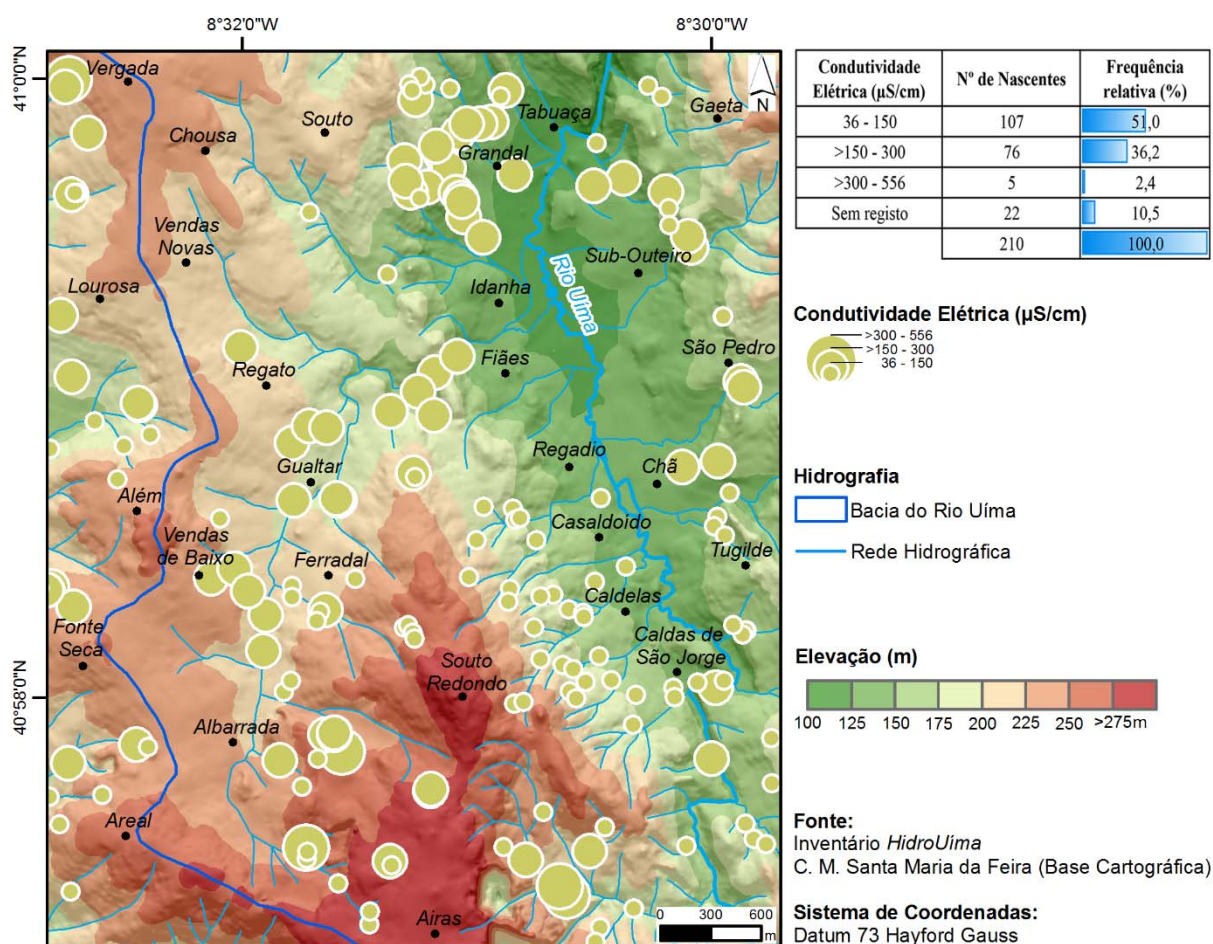 8°32'0"W
8°30'0"W
41°0'0"N
40°58'0"N
Vergada
Chousa
Souto
Tabuaça
Gaeta
N
Grandal
Vendas
Novas
Sub-Outeiro
Lourosa
Idanha
Rio Uíma
São Pedro
Fiães
Regato
Regadio
Chã
Gualtar
Além
Casaldoido
Vendas
de Baixo
Ferradal
Tugilde
Caldelas
Fonte
Seca
Caldas de
São Jorge
Souto
Redondo
Albarrada
Areal
Airas
0 300 600
m
Condutividade Elétrica (µS/cm) Nº de Nascentes Frequência relativa (%)
36 - 150 107 51,0
>150 - 300 76 36,2
>300 - 556 5 2,4
Sem registo 22 10,5
210 100,0
Condutividade Elétrica (µS/cm)
>300 - 556
>150 - 300
36 - 150
Hidrografia
Bacia do Rio Uíma
Rede Hidrográfica
Elevação (m)
100 125 150 175 200 225 250 >275m
Fonte:
Inventário HidroUíma
C. M. Santa Maria da Feira (Base Cartográfica)
Sistema de Coordenadas:
Datum 73 Hayford Gauss